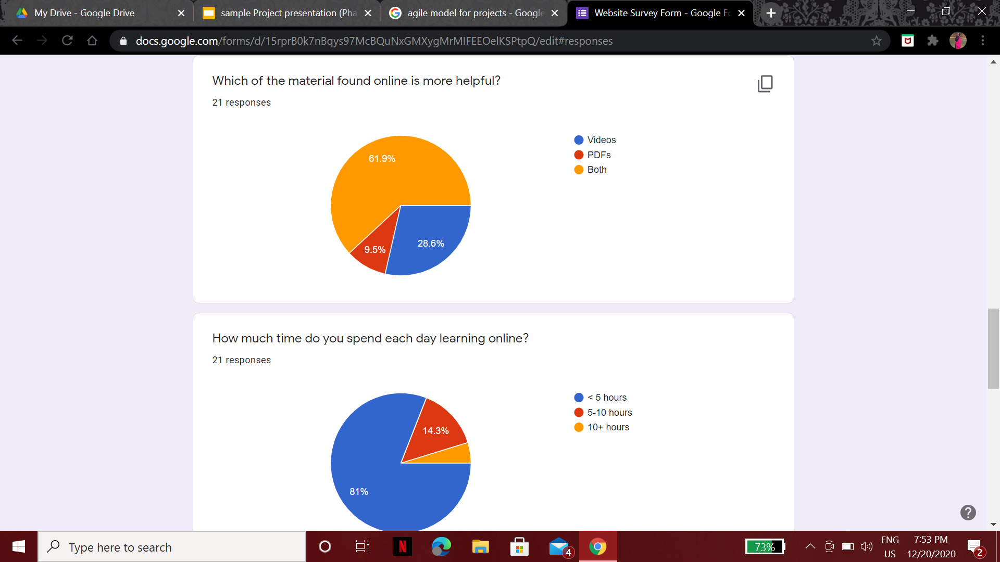 My Drive - Google Drive
sample Project presentation (Pha
agile model for projects - Google
Website Survey Form - Google Fo
docs.google.com/forms/d/15rprB0k7nBqys97McBQuNxGMXygMrMIFEEOelKSPtpQ/edit#responses
Which of the material found online is more helpful?
21 responses
61.9%
9.5%
28.6%
Videos
PDFs
Both
How much time do you spend each day learning online?
21 responses
14.3%
81%
< 5 hours
5-10 hours
10+ hours
Type here to search
N
4
73%
ENG
US
7:53 PM
12/20/2020
2